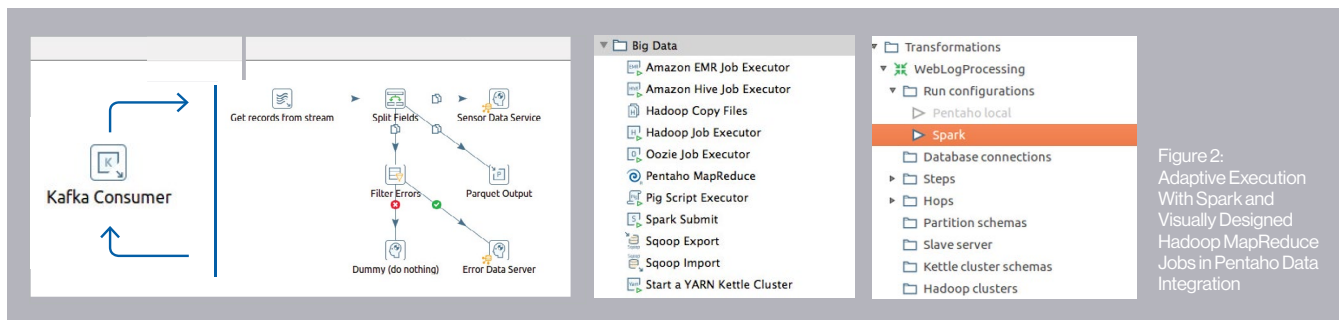 Kafka Consumer
Get records from stream
Split Fields
Sensor Data Service
Filter Errors
Parquet Output
Dummy (do nothing)
Error Data Server
Big Data
Amazon EMR Job Executor
Amazon Hive Job Executor
Hadoop Copy Files
Hadoop Job Executor
Oozie Job Executor
Pentaho MapReduce
Pig Script Executor
Spark Submit
Sqoop Export
Sqoop Import
Start a YARN Kettle Cluster
Transformations
WebLogProcessing
Run configurations
Pentaho local
Spark
Database connections
Steps
Hops
Partition schemas
Slave server
Kettle cluster schemas
Hadoop clusters
Figure 2:
Adaptive Execution
With Spark and
Visually Designed
Hadoop MapReduce
Jobs in Pentaho Data
Integration